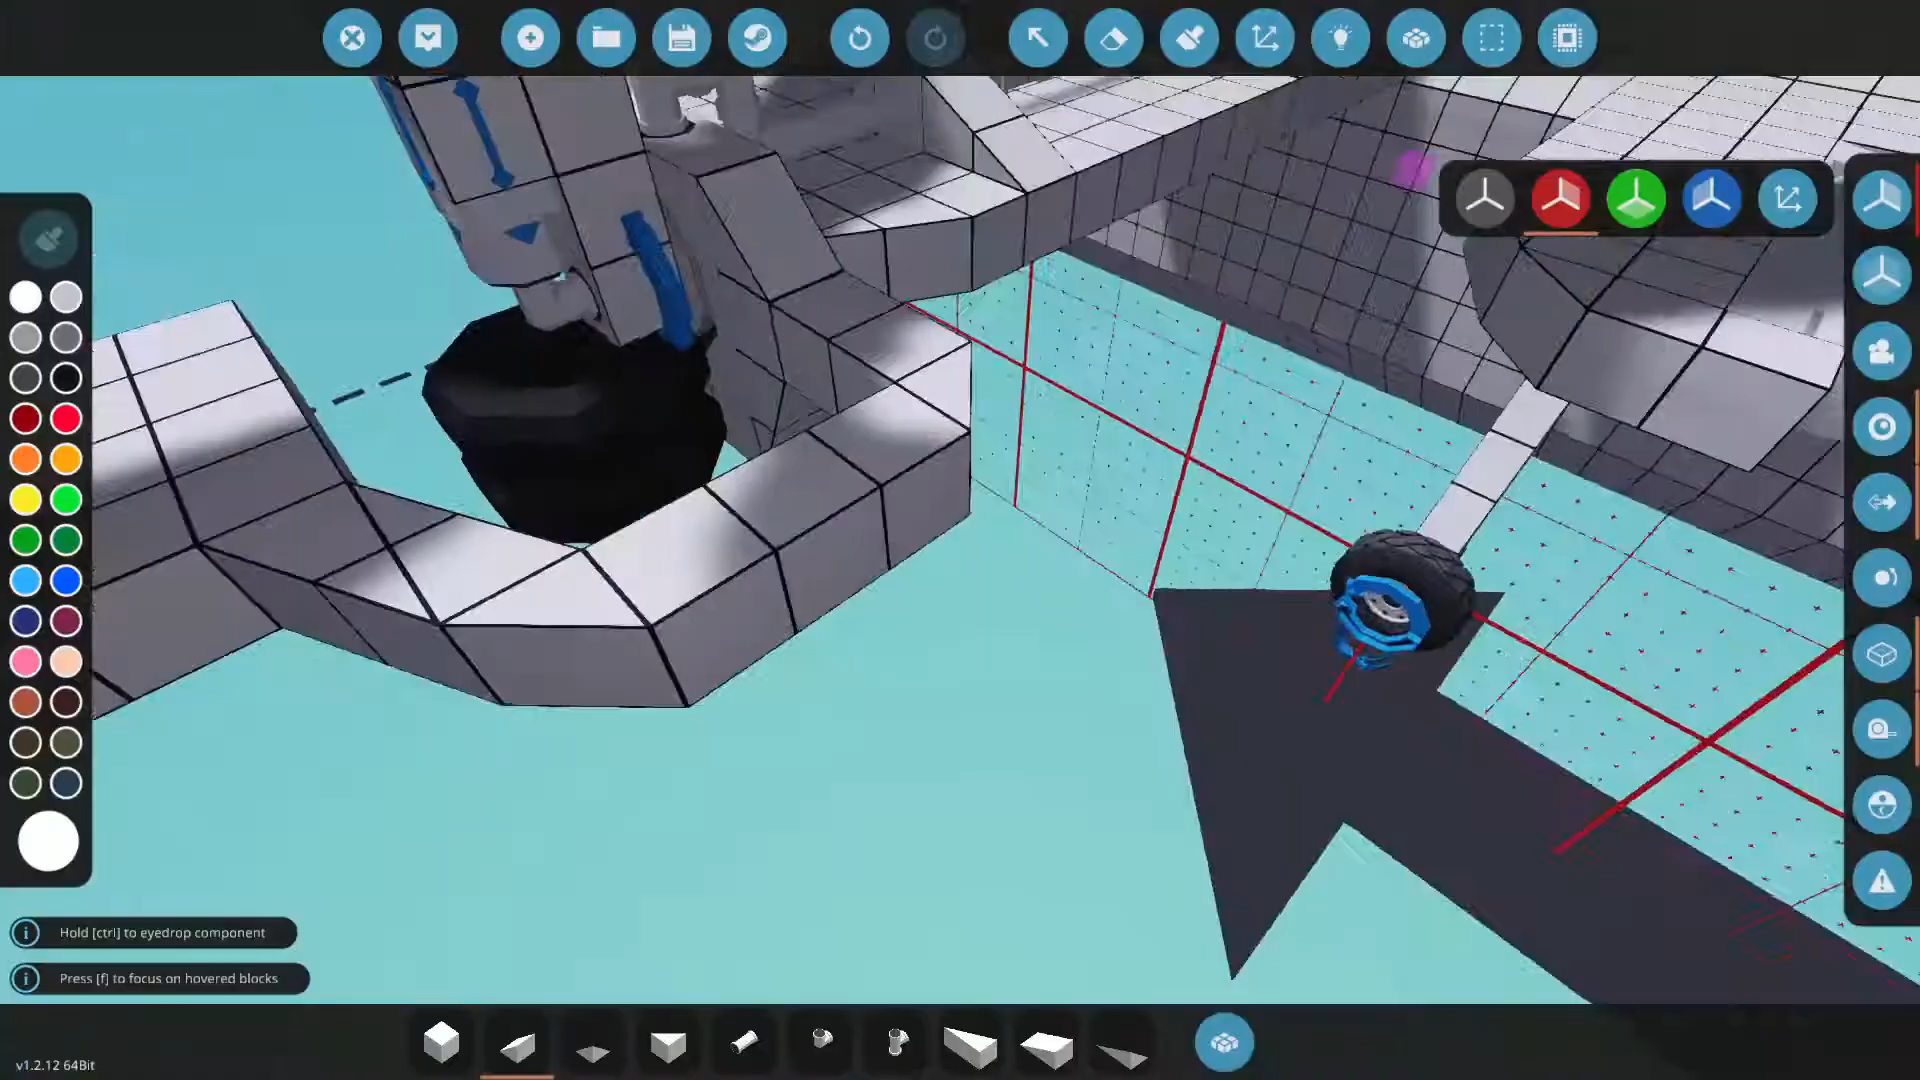 Hold [ctrl] to eyedrop component
Press [f] to focus on hovered blocks
v1.2.12 64Bit